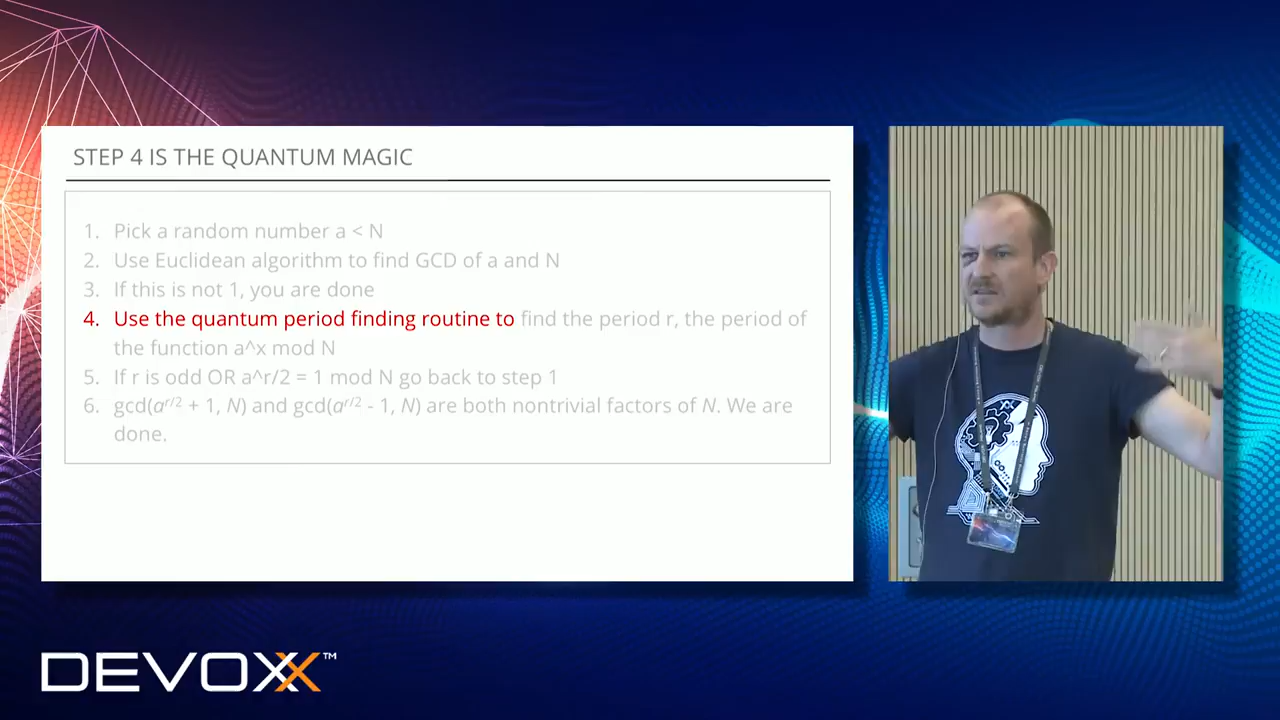 STEP 4 IS THE QUANTUM MAGIC
1. Pick a random number a < N
2. Use Euclidean algorithm to find GCD of a and N
3. If this is not 1, you are done
4. Use the quantum period finding routine to find the period r, the period of
the function a^x mod N
5. If r is odd OR a^r/2 = 1 mod N go back to step 1
6. gcd(a^{r/2} + 1, N) and gcd(a^{r/2} - 1, N) are both nontrivial factors of N. We are
done.
DEVOXX™